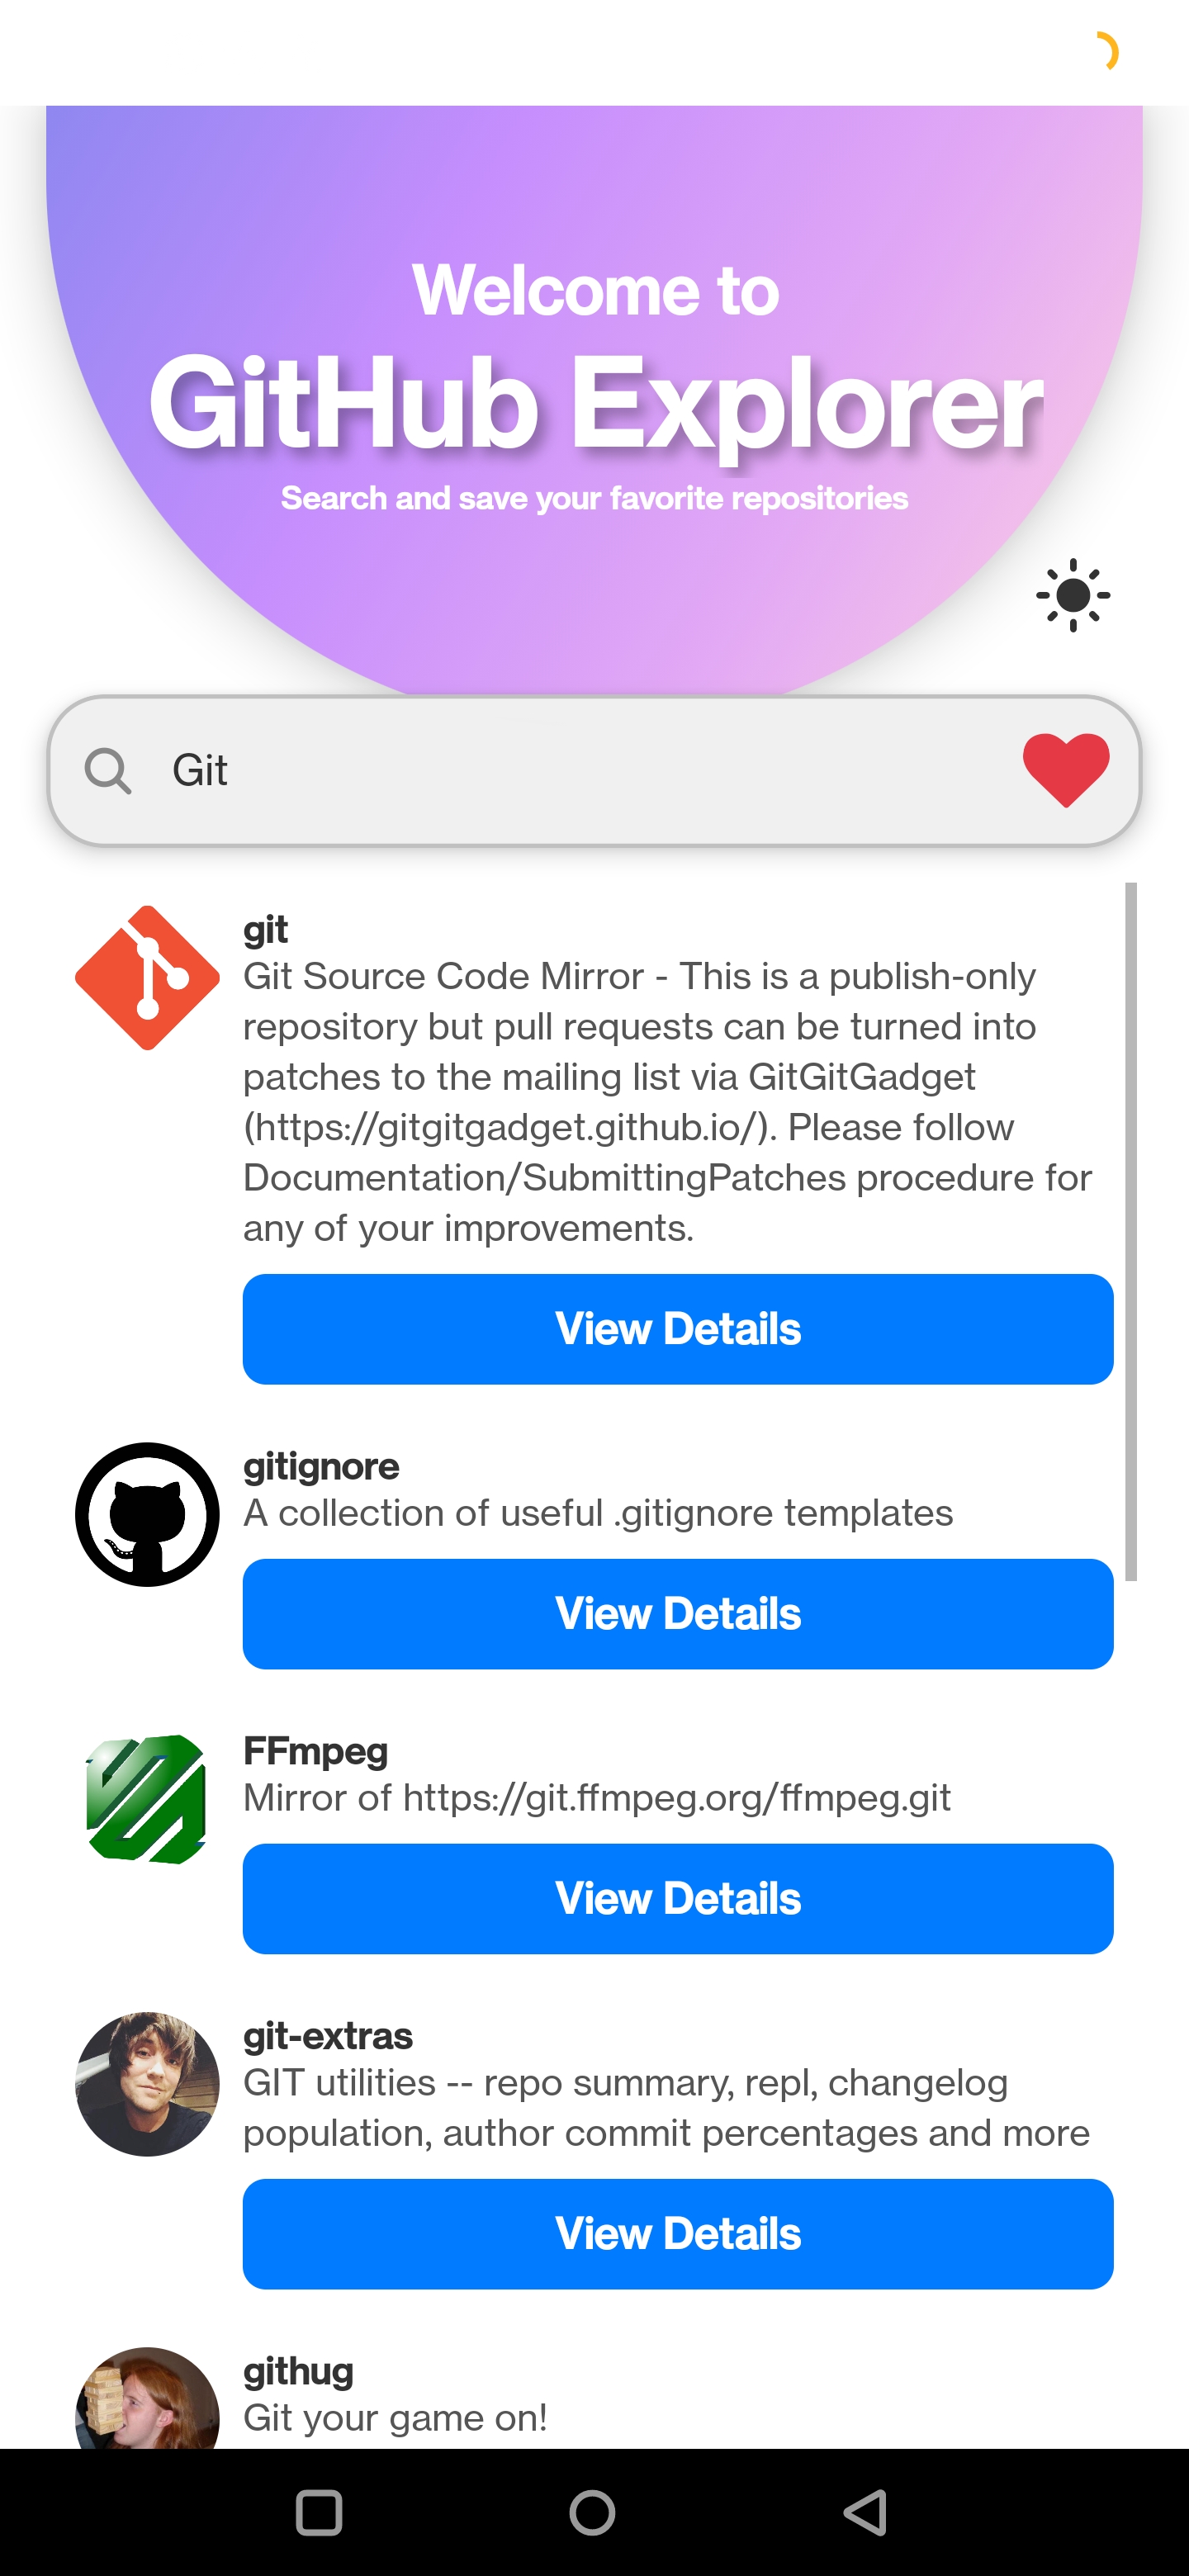 Welcome to
GitHub Explorer
Search and save your favorite repositories
Git
git
Git Source Code Mirror - This is a publish-only
repository but pull requests can be turned into
patches to the mailing list via GitGitGadget
(https://gitgitgadget.github.io/). Please follow
Documentation/SubmittingPatches procedure for
any of your improvements.
View Details
gitignore
A collection of useful .gitignore templates
View Details
FFmpeg
Mirror of https://git.ffmpeg.org/ffmpeg.git
View Details
git-extras
GIT utilities -- repo summary, repl, changelog
population, author commit percentages and more
View Details
githug
Git your game on!